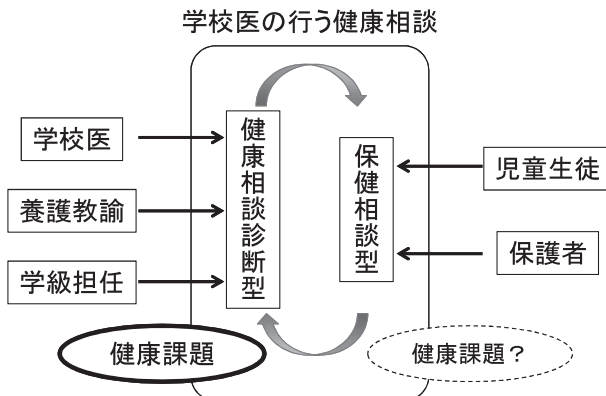 学校医の行う健康相談
学校医
養護教諭
学級担任
健康相談診断型
保健相談型
児童生徒
保護者
健康課題
健康課題？